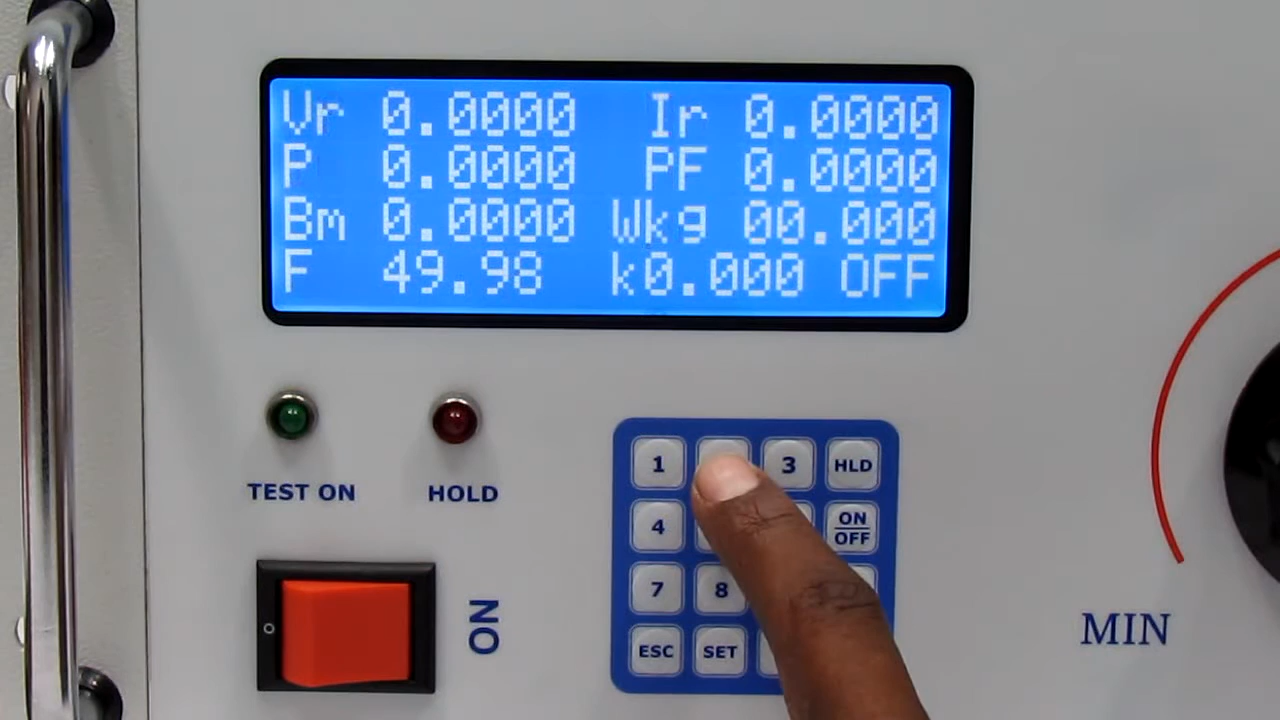 Vr 0.0000 Ir 0.0000
P 0.0000 PF 0.0000
Bm 0.0000 Wkg 00.000
F 49.98 k0.000 OFF
TEST ON
HOLD
ON
1 3 HLD
4 ON OFF
7 8
ESC SET
MIN